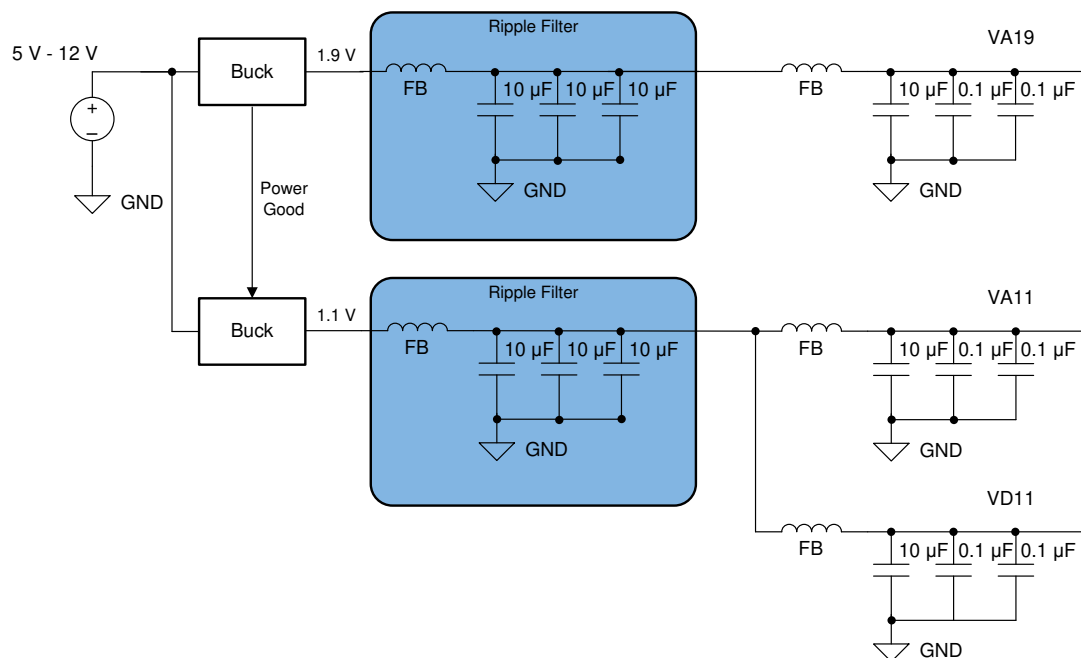 Ripple Filter
VA19
5 V - 12 V
Buck
1.9 V
FB
10 µF 10 µF 10 µF
FB
10 µF 0.1 µF 0.1 µF
+
–
GND
Power
Good
GND
GND
Ripple Filter
VA11
Buck
1.1 V
FB
10 µF 10 µF 10 µF
FB
10 µF 0.1 µF 0.1 µF
GND
GND
VD11
FB
10 µF 0.1 µF 0.1 µF
GND